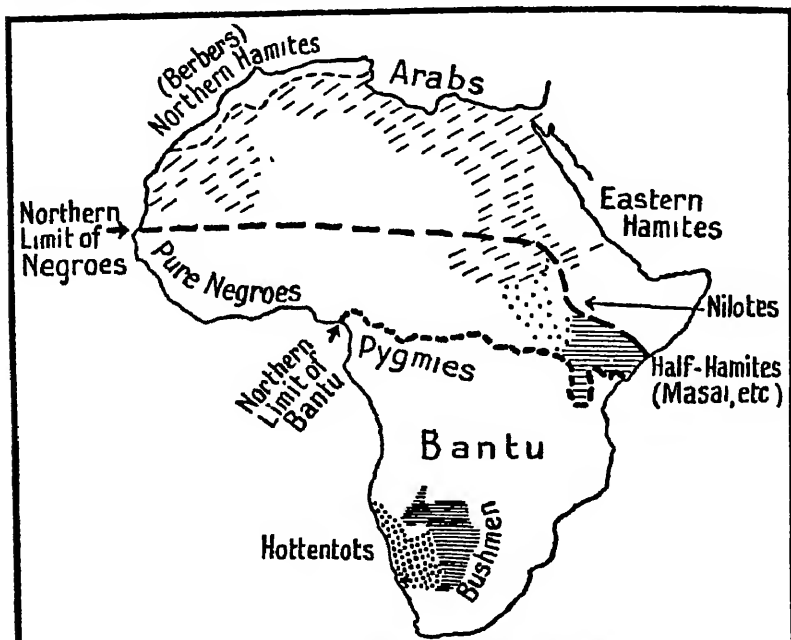 (Berbers)
Northern Hamites
Arabs
Eastern
Hamites
Northern
Limit of
Negroes
Pure Negroes
Nilotes
Northern
Limit of
Bantu
Pygmies
Half-Hamites
(Masai, etc)
Bantu
Hottentots
Bushmen